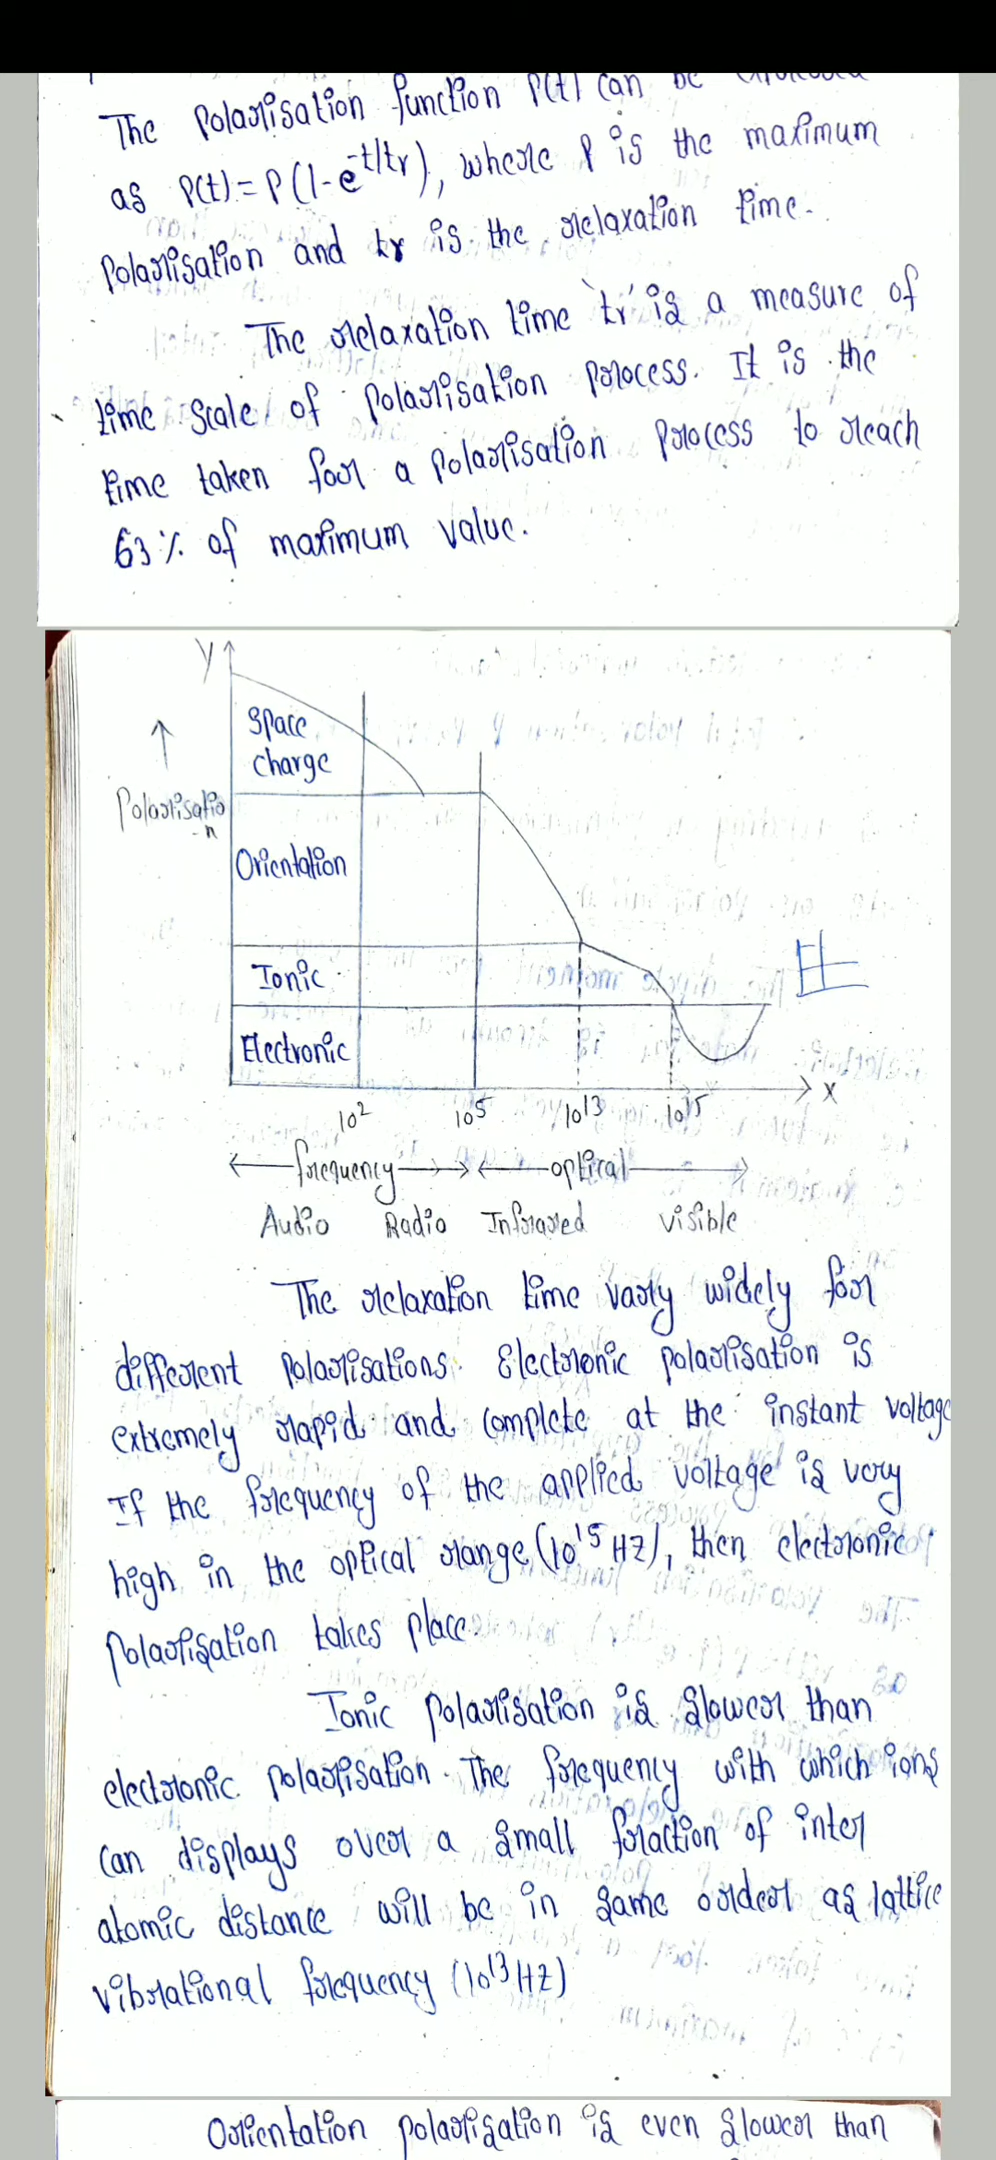 The Polarisation function P(t) can be
as P(t) = P(1-e^-t/tr), where P is the maximum
Polarisation and tr is the relaxation time.
The relaxation time 'tr' is a measure of
time scale of polarisation process. It is the
time taken for a polarisation process to reach
63% of maximum value.
Y
Space
charge
Polarisatio
-n
Orientation
Ionic
Electronic
10^2 10^5 10^13 10^15 X
frequency optical
Audio Radio Infrared visible
The relaxation time vary widely for
different polarisations. Electronic polarisation is
extremely rapid and complete at the instant voltage
If the frequency of the applied voltage is very
high in the optical range (10^15 Hz), then electronic
polarisation takes place.
Ionic polarisation is slower than
electronic polarisation. The frequency with which ions
can displays over a small fraction of inter
atomic distance will be in same order as lattice
vibrational frequency (10^13 Hz)
Orientation polarisation is even slower than